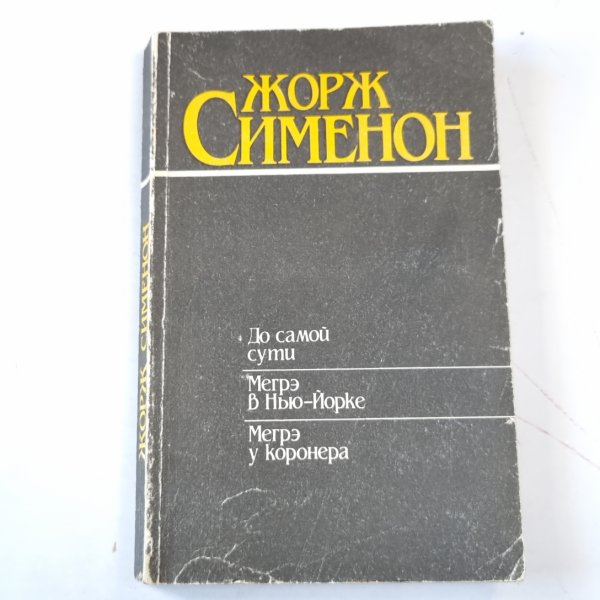 ЖОРЖ
СИМЕНОН
До самой
сути
Мегрэ
в Нью-Йорке
Мегрэ
у коронера
ЖОРЖ СИМЕНОН